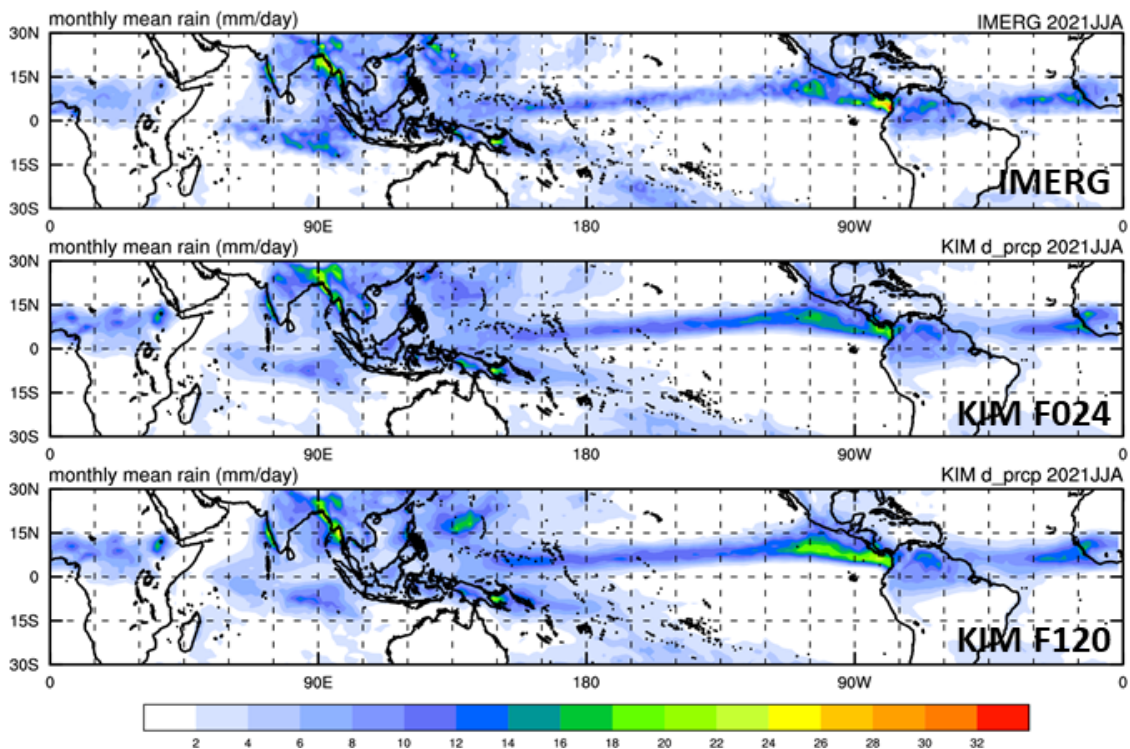 monthly mean rain (mm/day) IMERG 2021JJA
30N
15N
0
15S
30S
IMERG
0 90E 180 90W 0
monthly mean rain (mm/day) KIM d_prcp 2021JJA
30N
15N
0
15S
30S
KIM F024
0 90E 180 90W 0
monthly mean rain (mm/day) KIM d_prcp 2021JJA
30N
15N
0
15S
30S
KIM F120
0 90E 180 90W 0
2 4 6 8 10 12 14 16 18 20 22 24 26 28 30 32